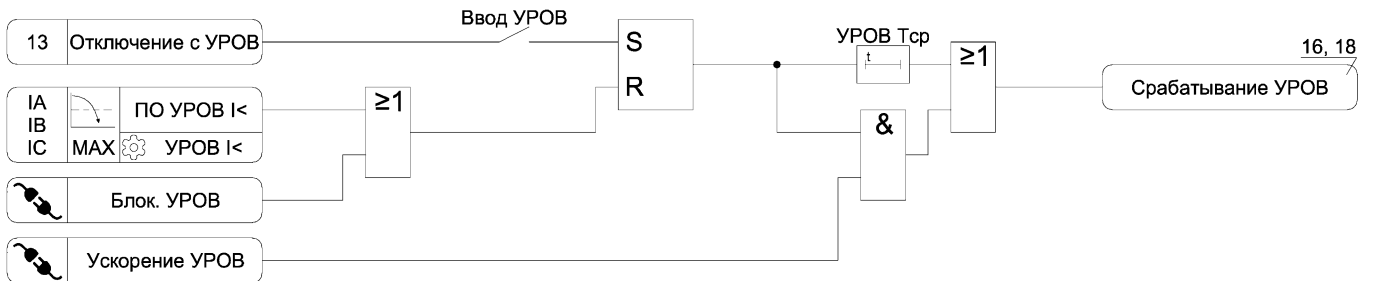 Ввод УРОВ
13 Отключение с УРОВ
S
R
УРОВ Тср
t
≥1
16, 18
Срабатывание УРОВ
IA
IB
IC
MAX
ПО УРОВ I<
УРОВ I<
≥1
&
Блок. УРОВ
Ускорение УРОВ